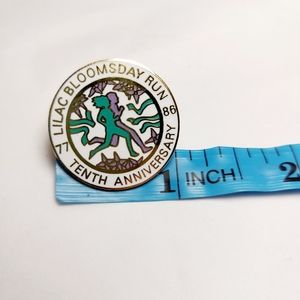 LILAC BLOOMSDAY RUN
86
TENTH ANNIVERSARY
1 INCH 2